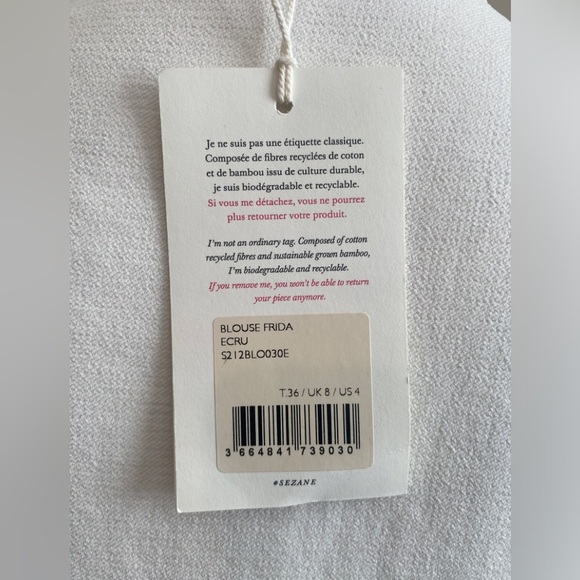 Je ne suis pas une étiquette classique.
Composée de fibres recyclées de coton
et de bambou issu de culture durable,
je suis biodégradable et recyclable.
Si vous me détachez, vous ne pourrez
plus retourner votre produit.
I'm not an ordinary tag. Composed of cotton
recycled fibres and sustainable grown bamboo,
I'm biodegradable and recyclable.
If you remove me, you won't be able to return
your piece anymore.
BLOUSE FRIDA
ECRU
S212BLO030E
T.36 / UK 8 / US 4
3 664841 739030
#SEZANE